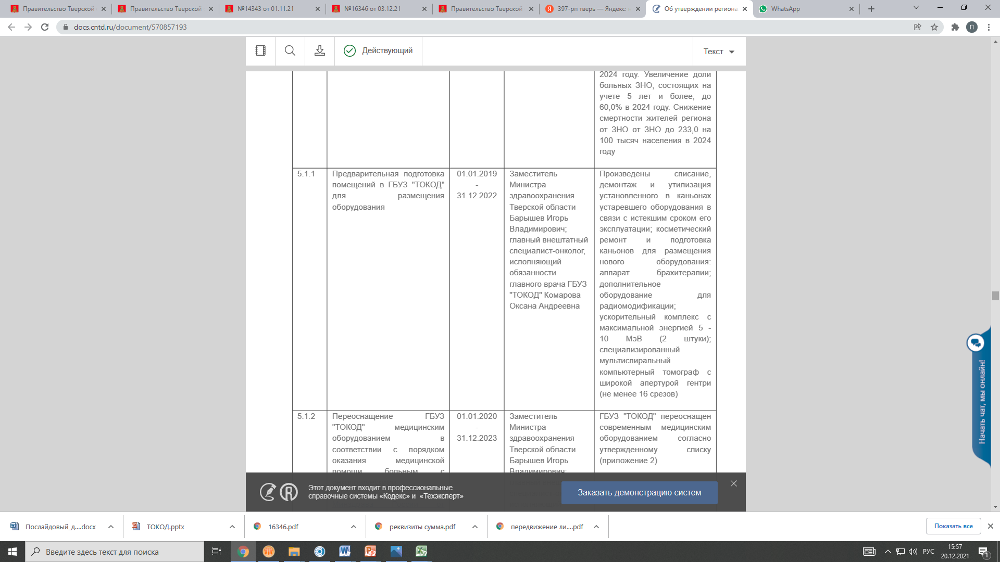 Правительство Тверской
Правительство Тверской
№14343 от 01.11.21
№16346 от 03.12.21
Правительство Тверской
397-рп тверь — Яндекс: н
Об утверждении региона
WhatsApp
docs.cntd.ru/document/570857193
П
Действующий
Текст
2024 году. Увеличение доли
больных ЗНО, состоящих на
учете 5 лет и более, до
60,0% в 2024 году. Снижение
смертности жителей региона
от ЗНО от ЗНО до 233,0 на
100 тысяч населения в 2024
году
5.1.1
Предварительная подготовка
помещений в ГБУЗ "ТОКОД"
для размещения
оборудования
01.01.2019
-
31.12.2022
Заместитель
Министра
здравоохранения
Тверской области
Барышев Игорь
Владимирович;
главный внештатный
специалист-онколог,
исполняющий
обязанности
главного врача ГБУЗ
"ТОКОД" Комарова
Оксана Андреевна
Произведены списание,
демонтаж и утилизация
установленного в каньонах
устаревшего оборудования в
связи с истекшим сроком его
эксплуатации; косметический
ремонт и подготовка
каньонов для размещения
нового оборудования:
аппарат брахитерапии;
дополнительное
оборудование для
радиомодификации;
ускорительный комплекс с
максимальной энергией 5 -
10 МэВ (2 штуки);
специализированный
мультиспиральный
компьютерный томограф с
широкой апертурой гентри
(не менее 16 срезов)
5.1.2
Переоснащение ГБУЗ
"ТОКОД" медицинским
оборудованием в
соответствии с порядком
оказания медицинской
помощи больным с
01.01.2020
-
31.12.2023
Заместитель
Министра
здравоохранения
Тверской области
Барышев Игорь
Владимирович;
ГБУЗ "ТОКОД" переоснащен
современным медицинским
оборудованием согласно
утвержденному списку
(приложение 2)
Начать чат, мы онлайн!
Этот документ входит в профессиональные
справочные системы «Кодекс» и «Техэксперт»
Заказать демонстрацию систем
Послайдовый_д....docx
ТОКОД.pptx
16346.pdf
реквизиты сумма.pdf
передвижение ли....pdf
Показать все
Введите здесь текст для поиска
РУС
15:57
20.12.2021
1